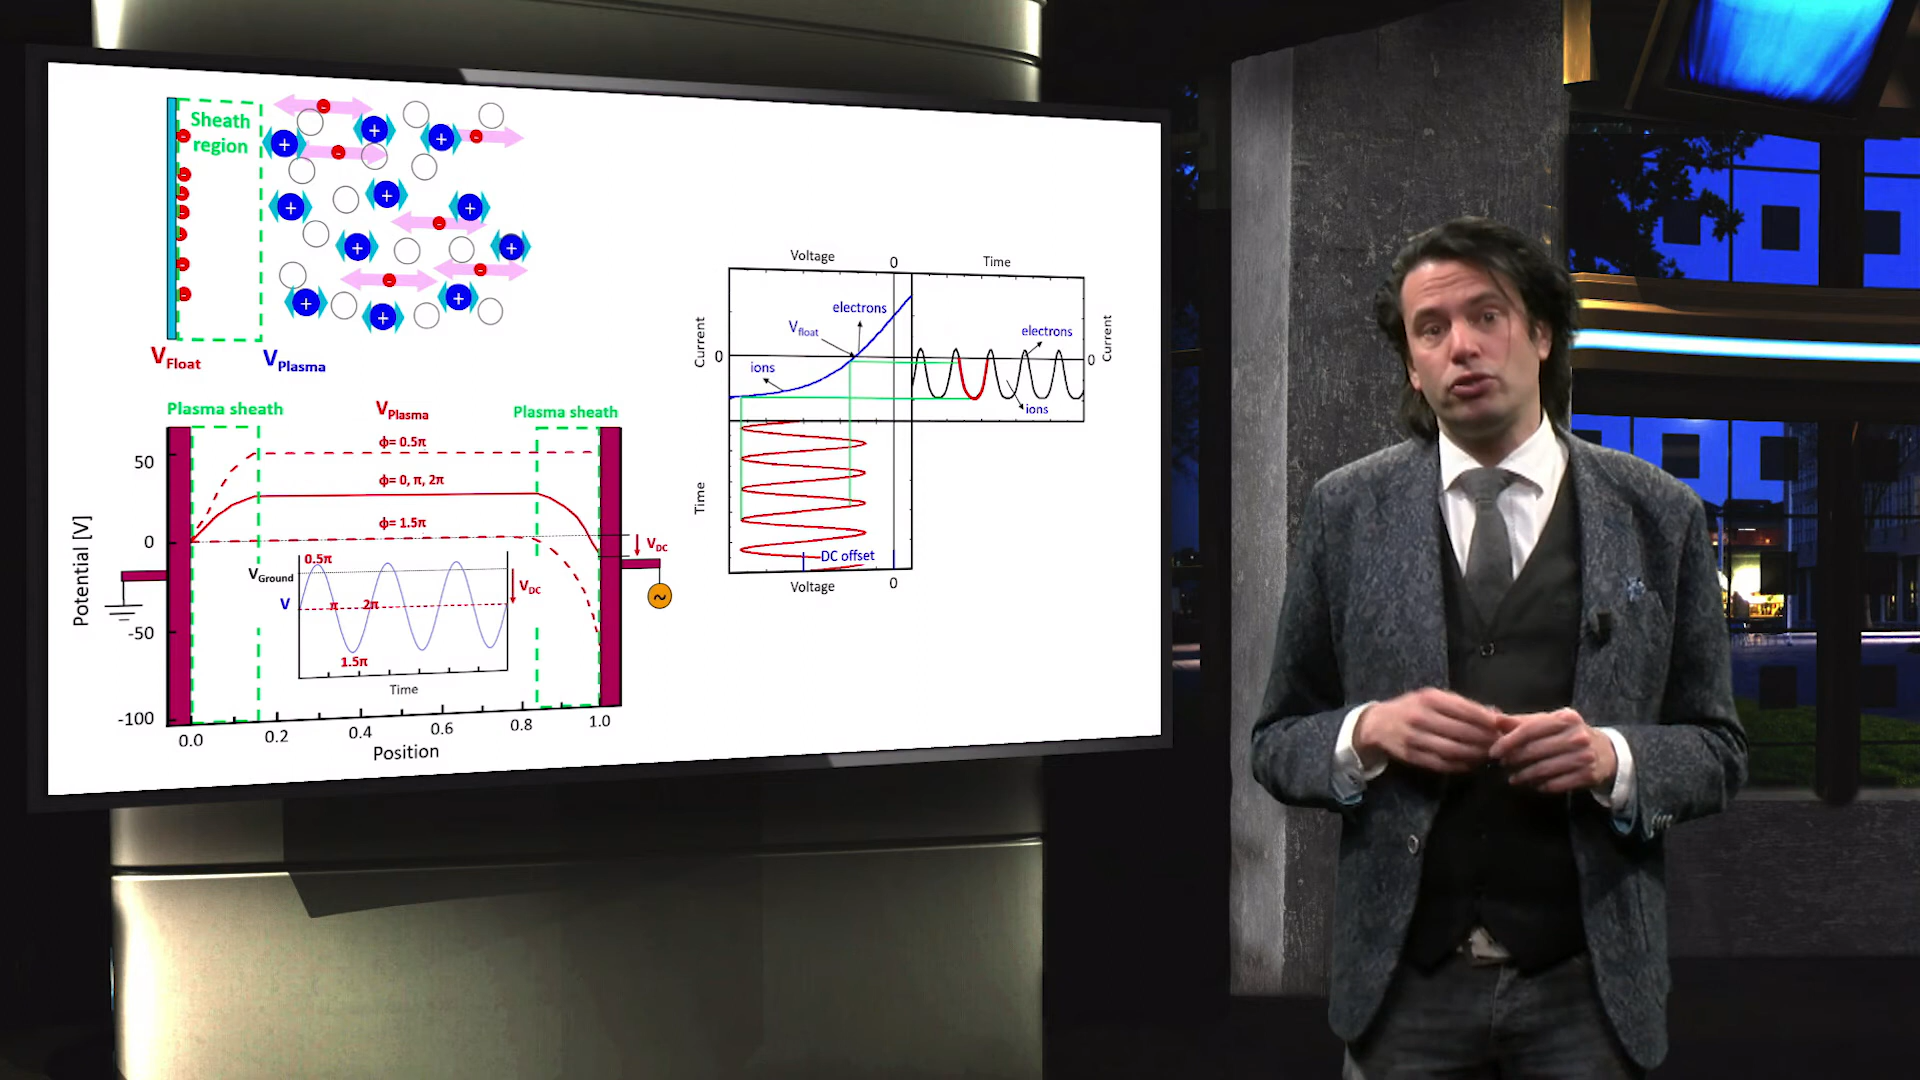 Sheath
region
- - - - - - - - - - - - -
+ + + + + + + + + + +
VFloat
VPlasma
Plasma sheath
VPlasma
Plasma sheath
ϕ= 0.5π
ϕ= 0, π, 2π
ϕ= 1.5π
50
0
-50
-100
Potential [V]
VDC
0.5π
VGround
V
π
2π
VDC
1.5π
Time
~
0.0
0.2
0.4
0.6
0.8
1.0
Position
Voltage
0
Time
electrons
Vfloat
electrons
Current
0
0
Current
ions
ions
Time
DC offset
Voltage
0